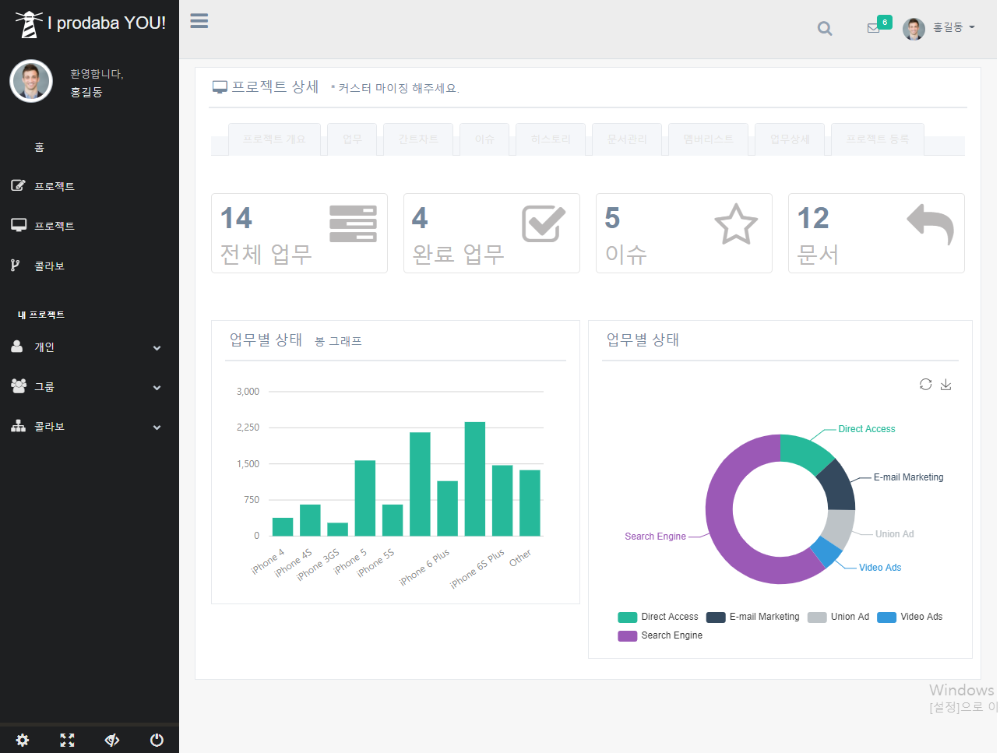 I prodaba YOU!
환영합니다,
홍길동
홈
프로젝트
프로젝트
콜라보
내 프로젝트
개인
그룹
콜라보
6
홍길동
프로젝트 상세 * 커스터 마이징 해주세요.
프로젝트 개요 업무 간트차트 이슈 히스토리 문서관리 멤버리스트 업무상세 프로젝트 등록
14
전체 업무
4
완료 업무
5
이슈
12
문서
업무별 상태 봉 그래프
3,000
2,250
1,500
750
0
iPhone 4
iPhone 4S
iPhone 3GS
iPhone 5
iPhone 5S
iPhone 6 Plus
iPhone 6S Plus
Other
업무별 상태
Direct Access
E-mail Marketing
Union Ad
Video Ads
Search Engine
Direct Access E-mail Marketing Union Ad Video Ads
Search Engine
Windows
[설정]으로 이